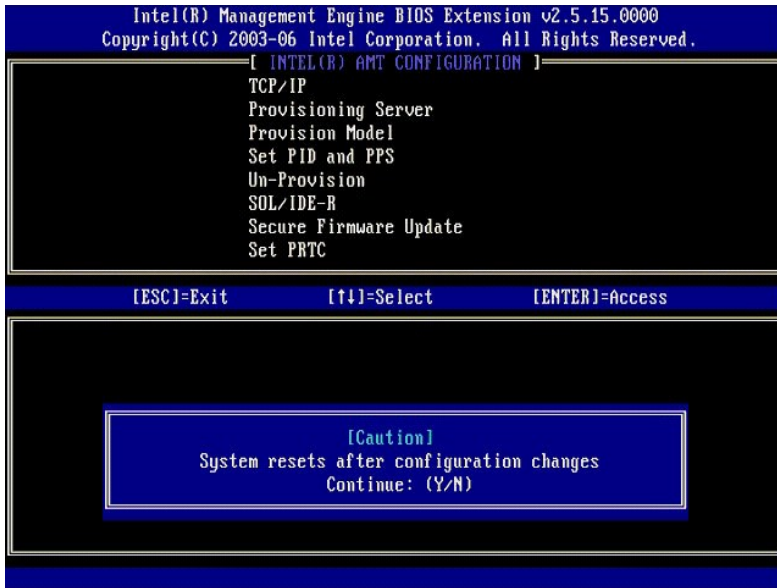 Intel(R) Management Engine BIOS Extension v2.5.15.0000
Copyright(C) 2003-06 Intel Corporation. All Rights Reserved.
[ INTEL(R) AMT CONFIGURATION ]
TCP/IP
Provisioning Server
Provision Model
Set PID and PPS
Un-Provision
SOL/IDE-R
Secure Firmware Update
Set PRTC
[ESC]=Exit [↑↓]=Select [ENTER]=Access
[Caution]
System resets after configuration changes
Continue: (Y/N)